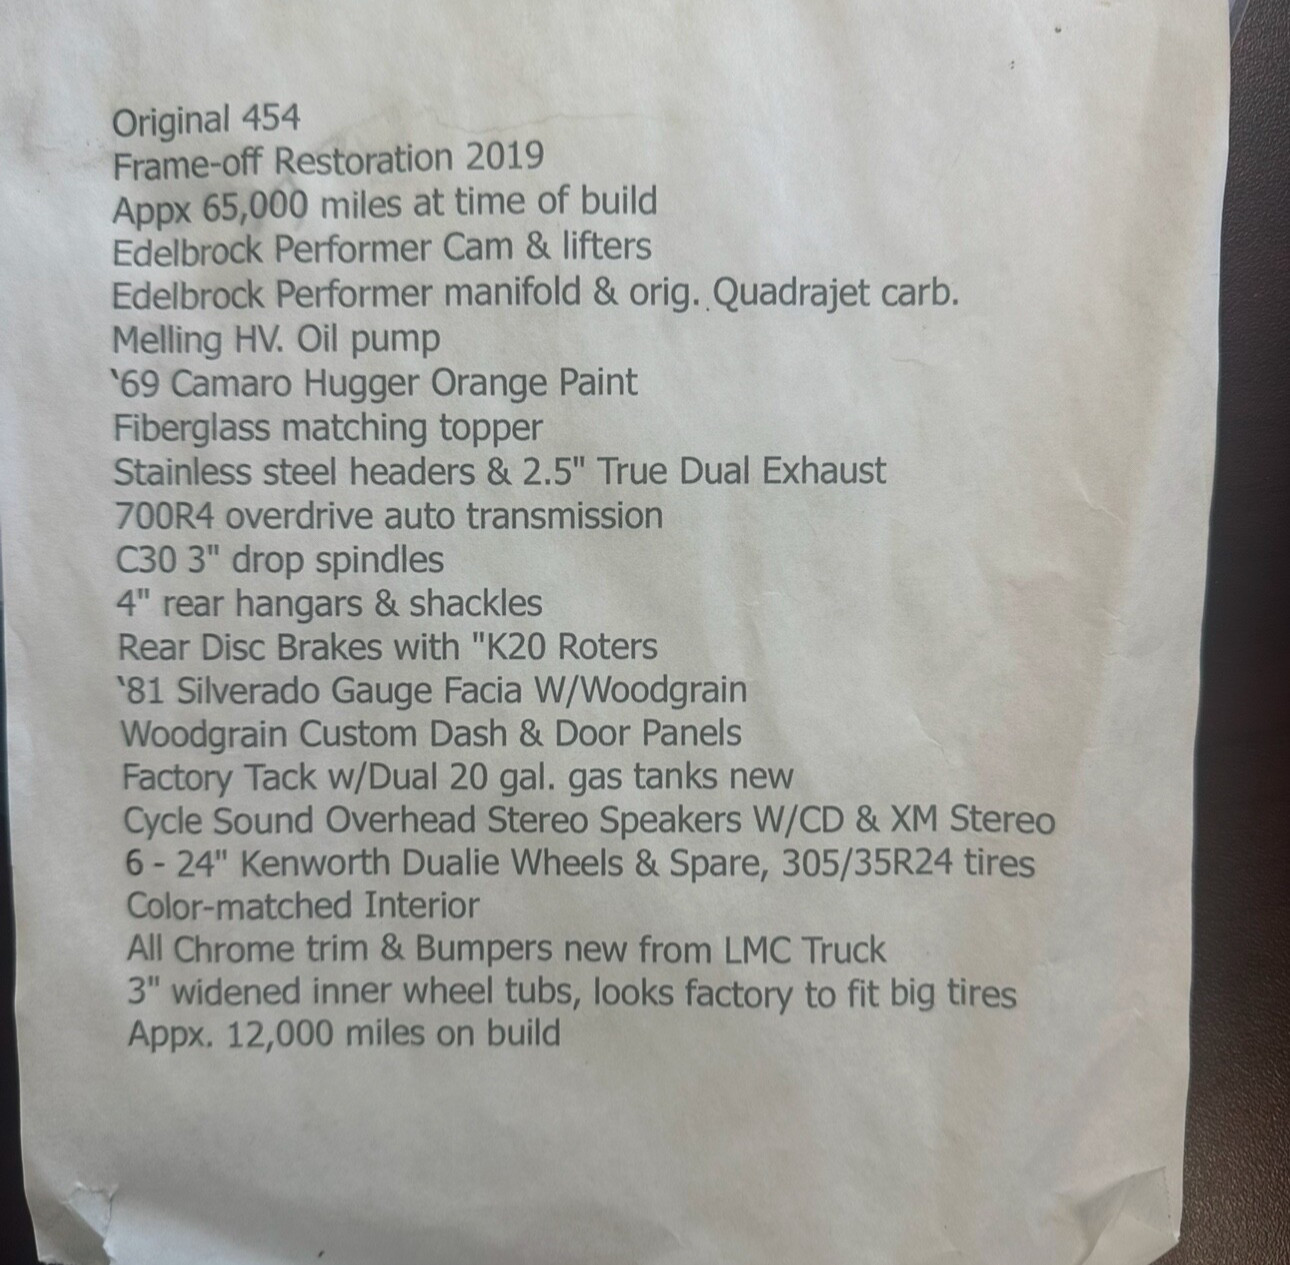 Original 454
Frame-off Restoration 2019
Appx 65,000 miles at time of build
Edelbrock Performer Cam & lifters
Edelbrock Performer manifold & orig. Quadrajet carb.
Melling HV. Oil pump
‘69 Camaro Hugger Orange Paint
Fiberglass matching topper
Stainless steel headers & 2.5" True Dual Exhaust
700R4 overdrive auto transmission
C30 3" drop spindles
4" rear hangars & shackles
Rear Disc Brakes with "K20 Roters
‘81 Silverado Gauge Facia W/Woodgrain
Woodgrain Custom Dash & Door Panels
Factory Tack w/Dual 20 gal. gas tanks new
Cycle Sound Overhead Stereo Speakers W/CD & XM Stereo
6 - 24" Kenworth Dualie Wheels & Spare, 305/35R24 tires
Color-matched Interior
All Chrome trim & Bumpers new from LMC Truck
3" widened inner wheel tubs, looks factory to fit big tires
Appx. 12,000 miles on build